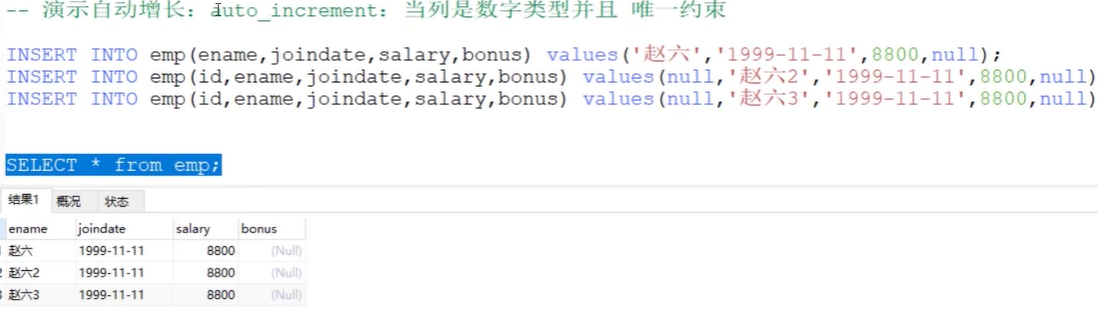 -- 演示自动增长：auto_increment：当列是数字类型并且 唯一约束
INSERT INTO emp(ename,joindate,salary,bonus) values('赵六','1999-11-11',8800,null);
INSERT INTO emp(id,ename,joindate,salary,bonus) values(null,'赵六2','1999-11-11',8800,null)
INSERT INTO emp(id,ename,joindate,salary,bonus) values(null,'赵六3','1999-11-11',8800,null)
SELECT * from emp;
结果1 概况 状态
ename joindate salary bonus
赵六 1999-11-11 8800 (Null)
2 赵六2 1999-11-11 8800 (Null)
3 赵六3 1999-11-11 8800 (Null)